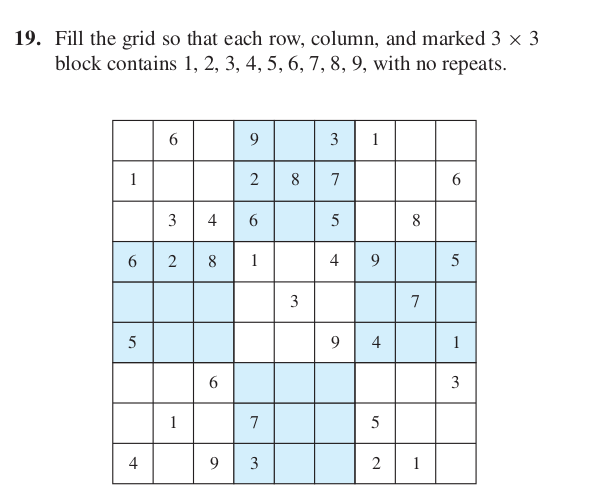 19. Fill the grid so that each row, column, and marked 3 × 3
block contains 1, 2, 3, 4, 5, 6, 7, 8, 9, with no repeats.
6 9 3 1
1 2 8 7 6
3 4 6 5 8
6 2 8 1 4 9 5
3 7
5 9 4 1
6 3
1 7 5
4 9 3 2 1